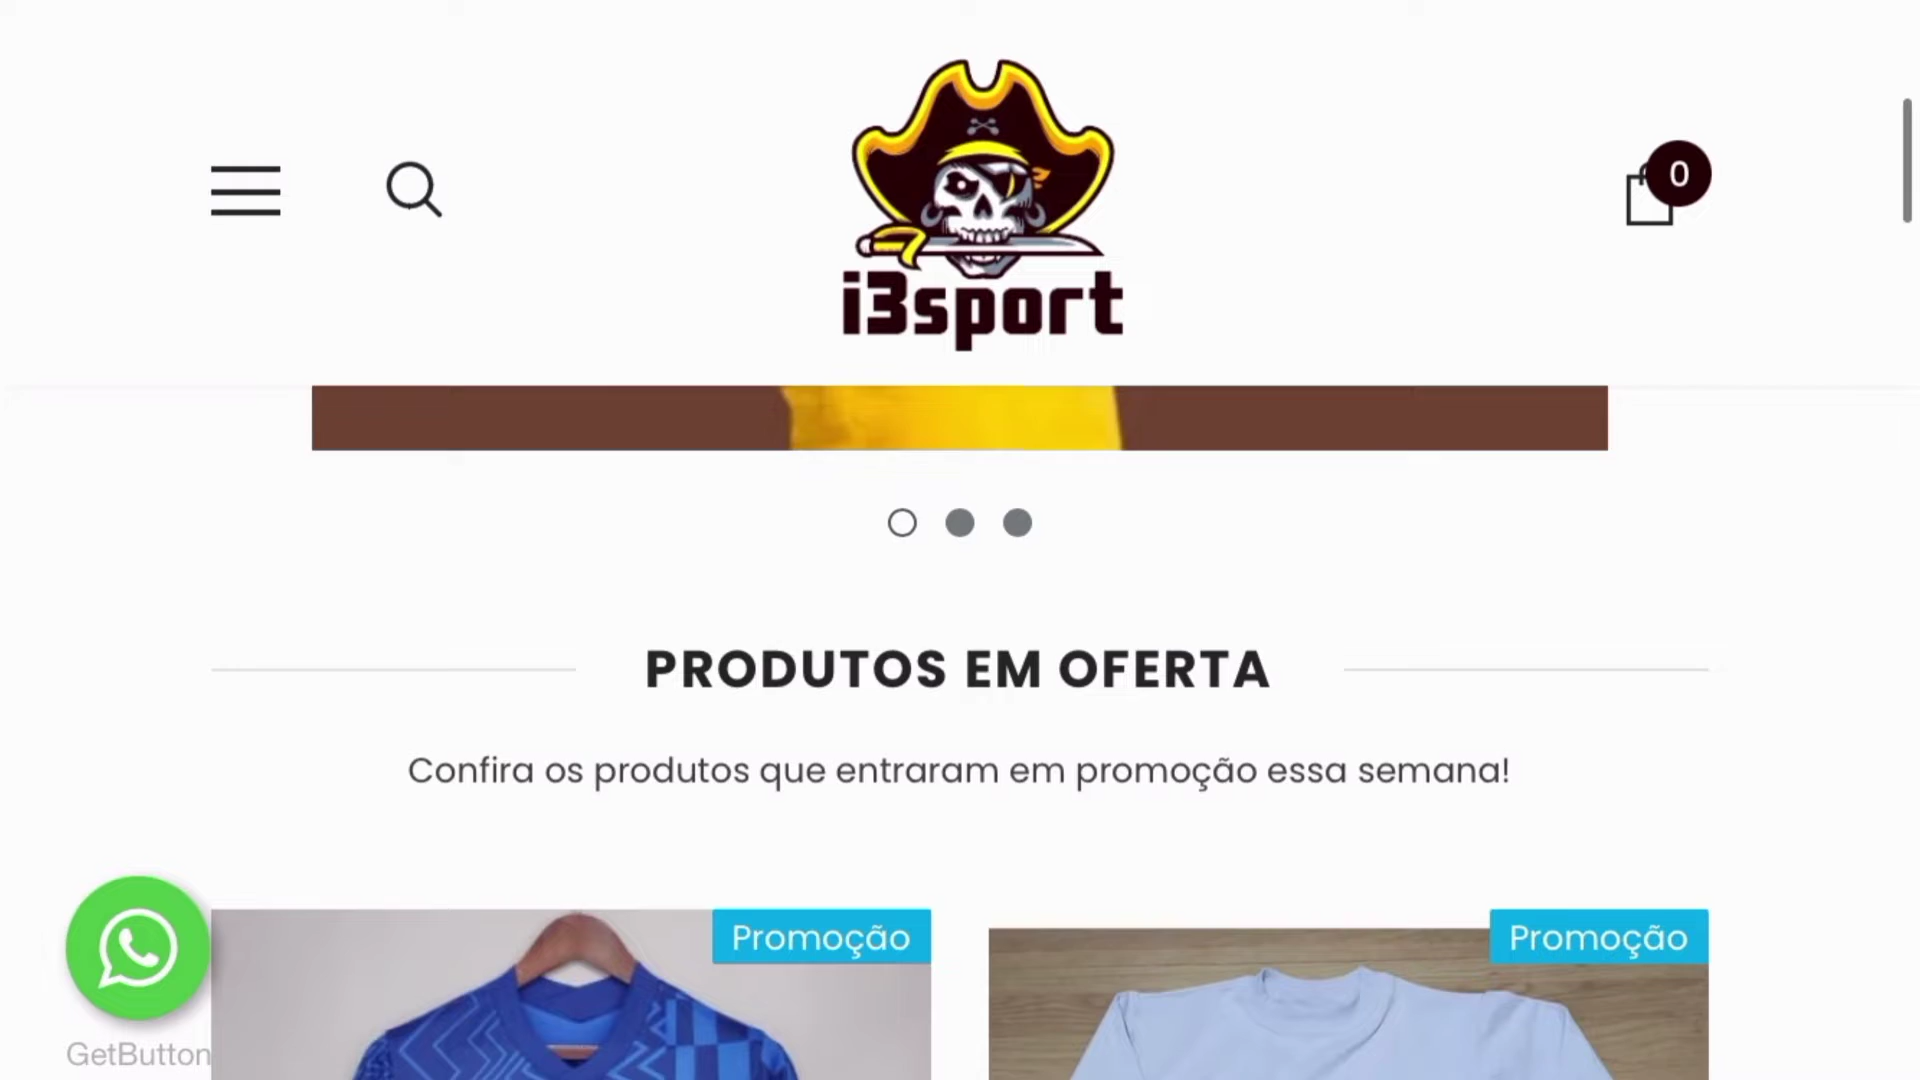 0
i3sport
PRODUTOS EM OFERTA
Confira os produtos que entraram em promoção essa semana!
Promoção
Promoção
GetButton